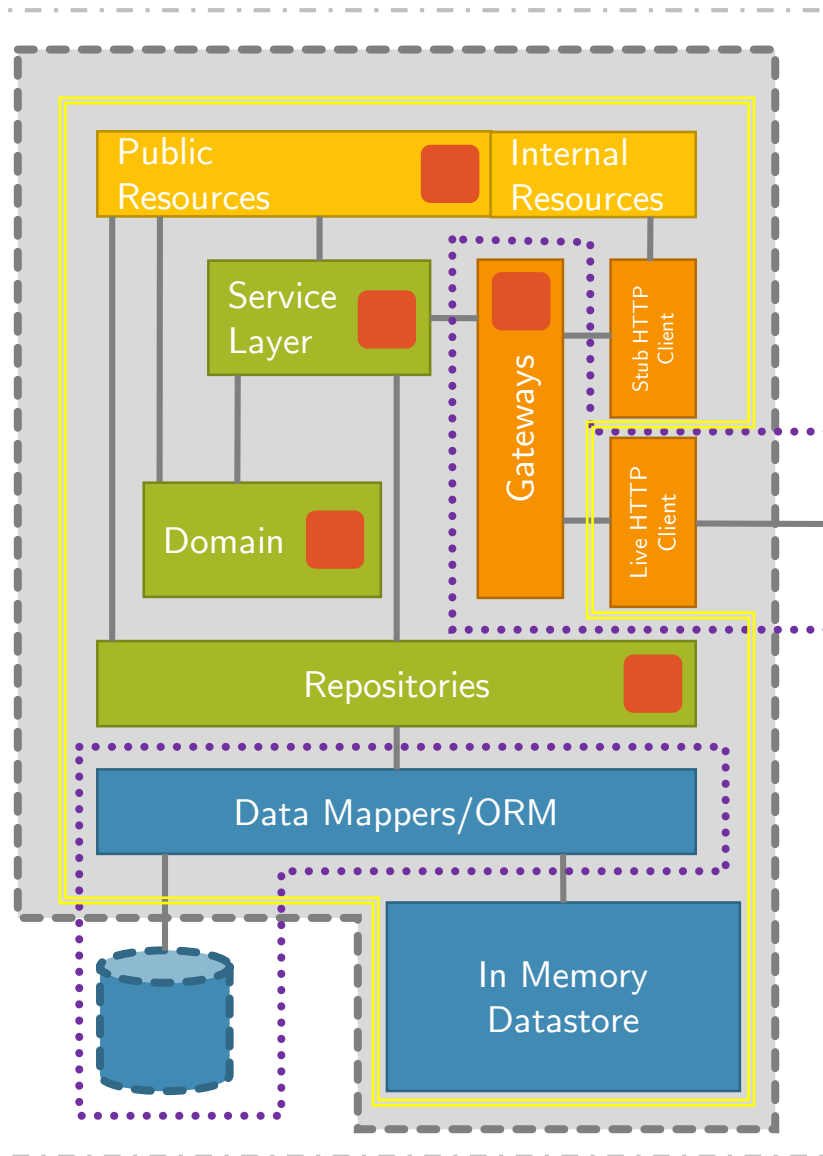 Public
Resources
Internal
Resources
Service
Layer
Gateways
Stub HTTP
Client
Live HTTP
Client
Domain
Repositories
Data Mappers/ORM
In Memory
Datastore